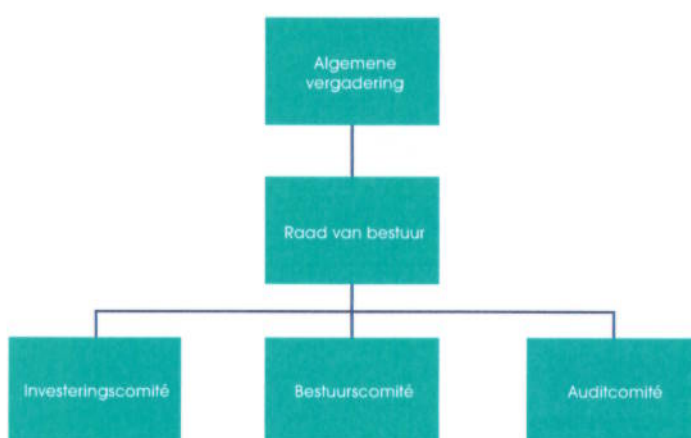 Algemene
vergadering
Raad van bestuur
Investeringscomité
Bestuurscomité
Auditcomité